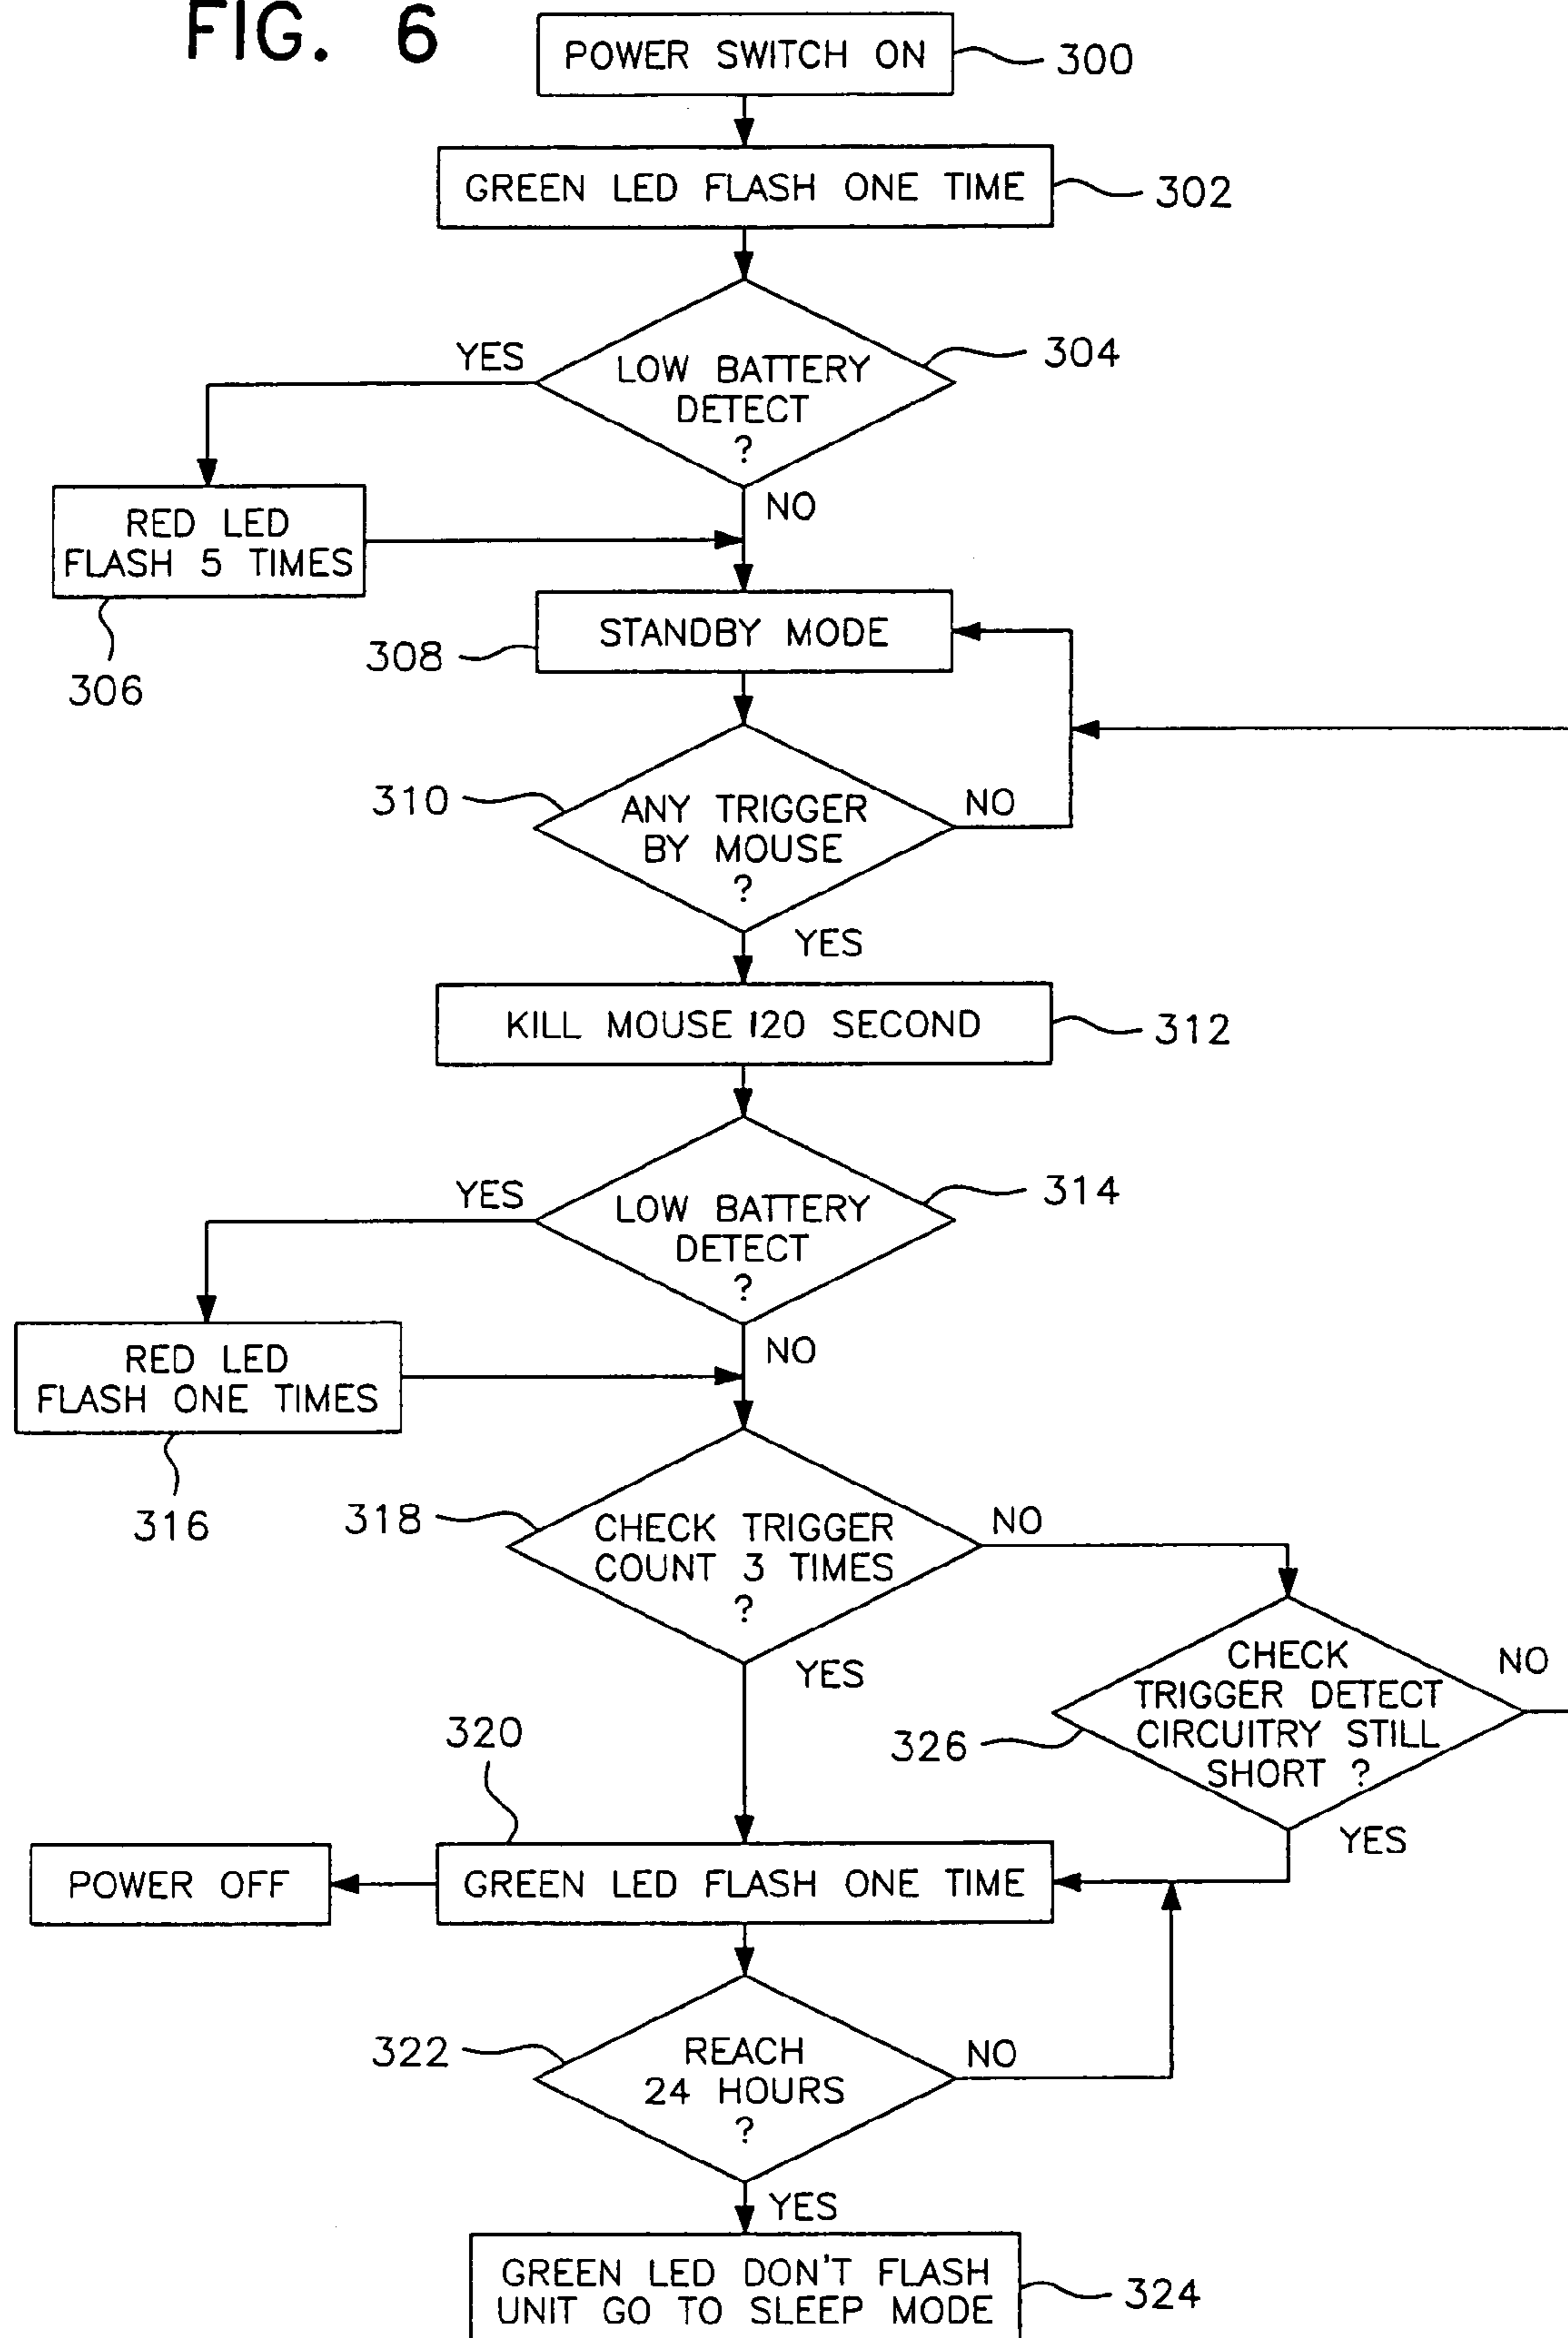 FIG. 6
POWER SWITCH ON
300
GREEN LED FLASH ONE TIME
302
YES
LOW BATTERY
DETECT
?
304
NO
RED LED
FLASH 5 TIMES
306
STANDBY MODE
308
310
ANY TRIGGER
BY MOUSE
?
NO
YES
KILL MOUSE 120 SECOND
312
YES
LOW BATTERY
DETECT
?
314
NO
RED LED
FLASH ONE TIMES
316
318
CHECK TRIGGER
COUNT 3 TIMES
?
NO
YES
CHECK
TRIGGER DETECT
CIRCUITRY STILL
SHORT ?
NO
326
YES
320
POWER OFF
GREEN LED FLASH ONE TIME
322
REACH
24 HOURS
?
NO
YES
GREEN LED DON'T FLASH
UNIT GO TO SLEEP MODE
324